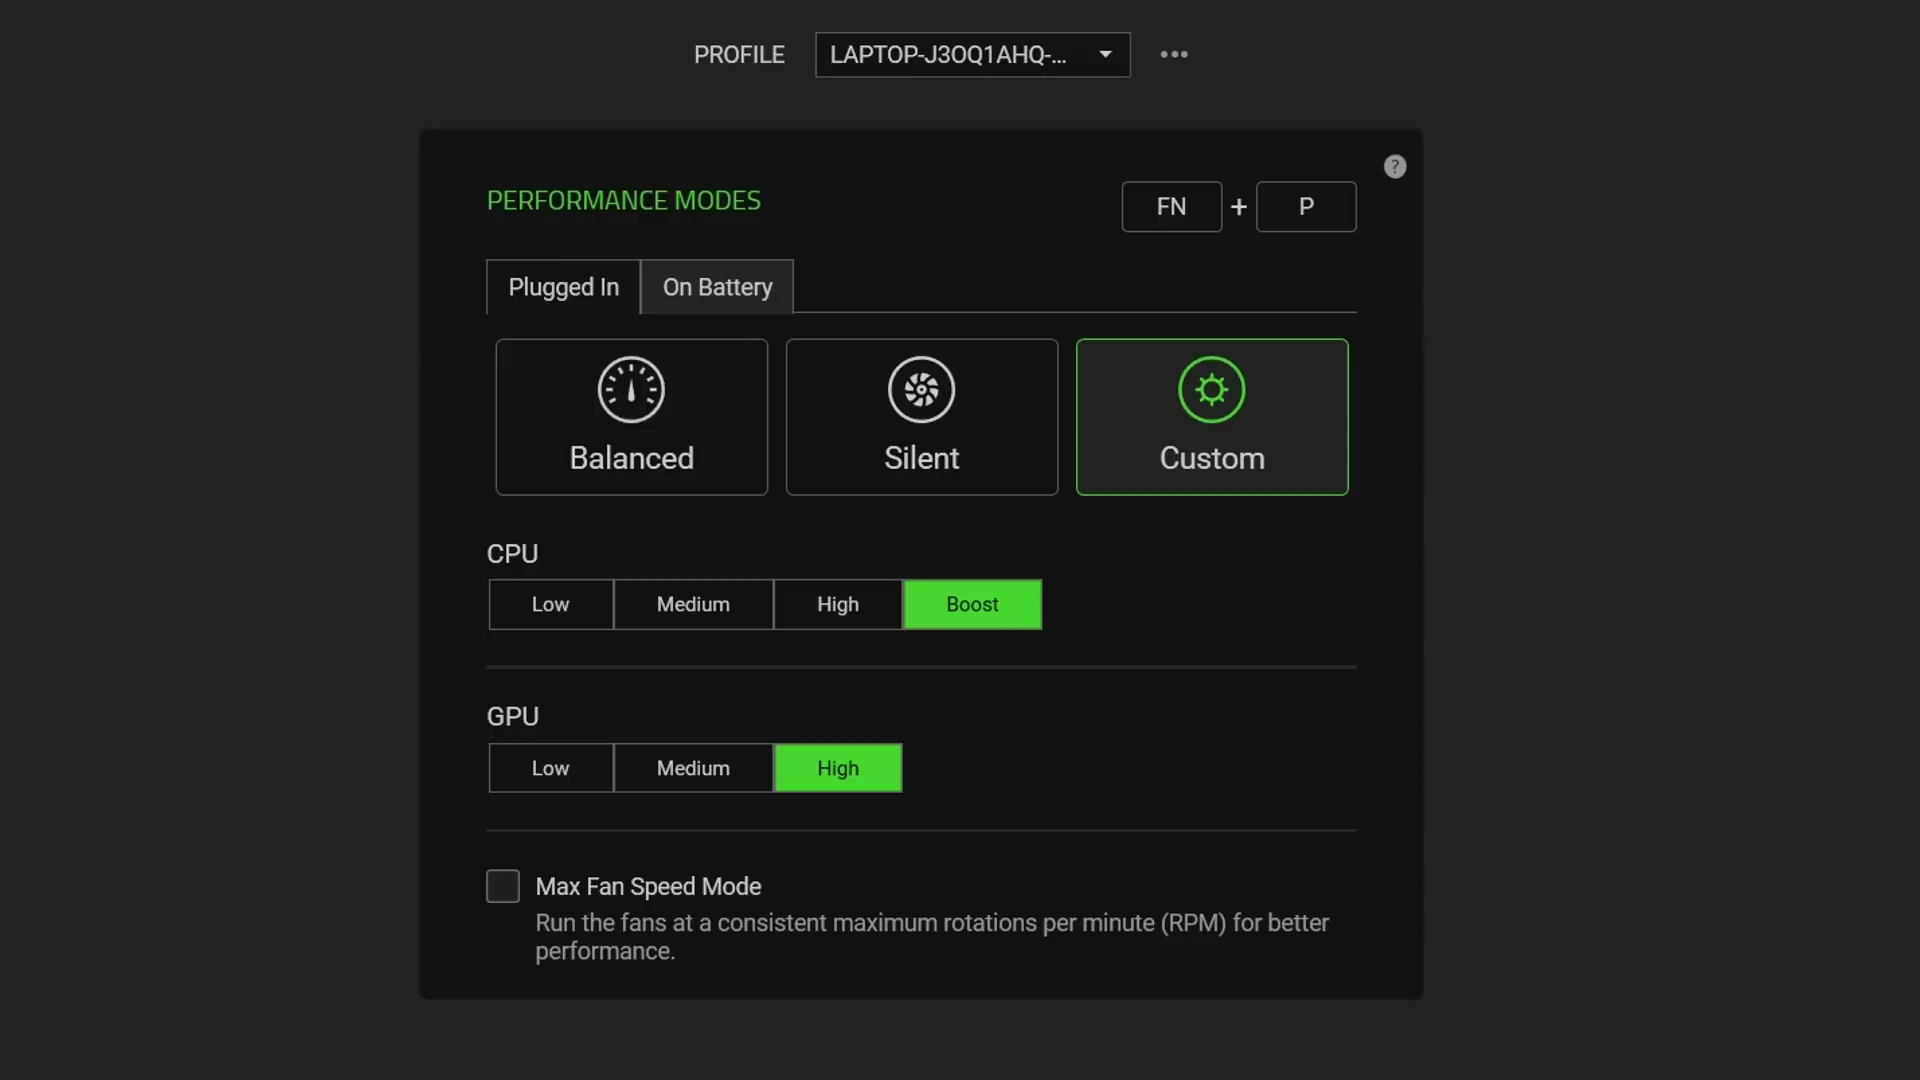 PROFILE LAPTOP-J3OQ1AHQ-... •••
?
PERFORMANCE MODES FN + P
Plugged In On Battery
Balanced Silent Custom
CPU
Low Medium High Boost
GPU
Low Medium High
Max Fan Speed Mode
Run the fans at a consistent maximum rotations per minute (RPM) for better
performance.